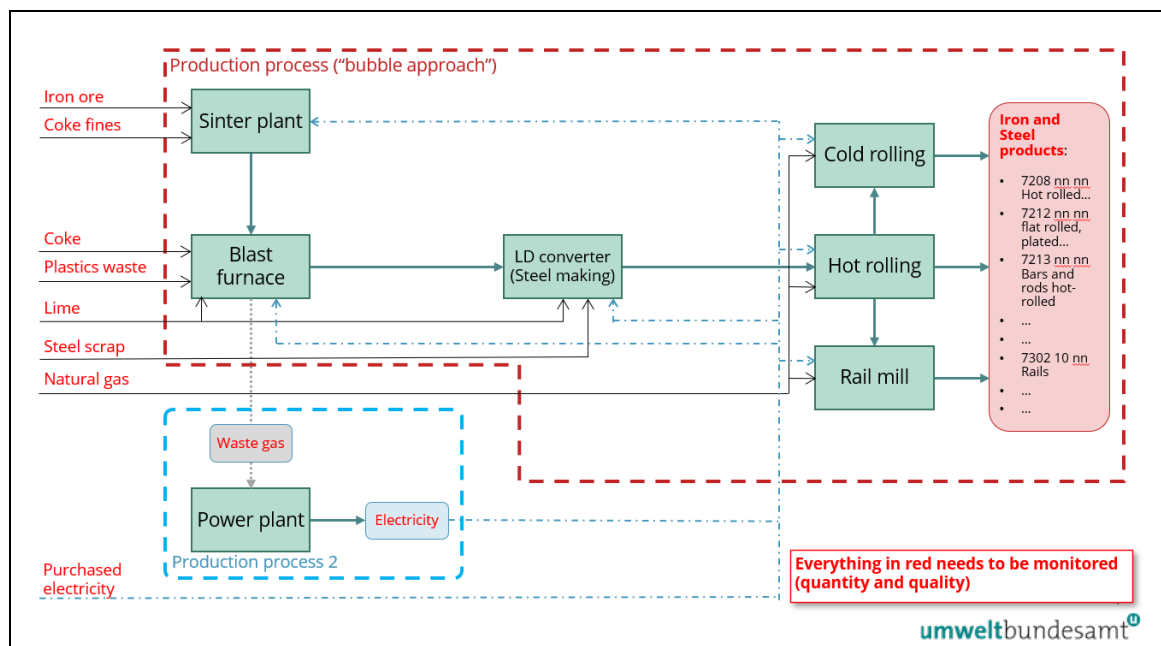 Production process (“bubble approach”)
Iron ore
Coke fines
Sinter plant
Coke
Plastics waste
Blast
furnace
Lime
Steel scrap
Natural gas
LD converter
(Steel making)
Cold rolling
Hot rolling
Rail mill
Iron and
Steel
products:
• 7208 nn nn
Hot rolled…
• 7212 nn nn
flat rolled,
plated…
• 7213 nn nn
Bars and
rods hot-
rolled
• …
• …
• 7302 10 nn
Rails
• …
• …
Waste gas
Power plant
Electricity
Production process 2
Purchased
electricity
Everything in red needs to be monitored
(quantity and quality)
umweltbundesamt u